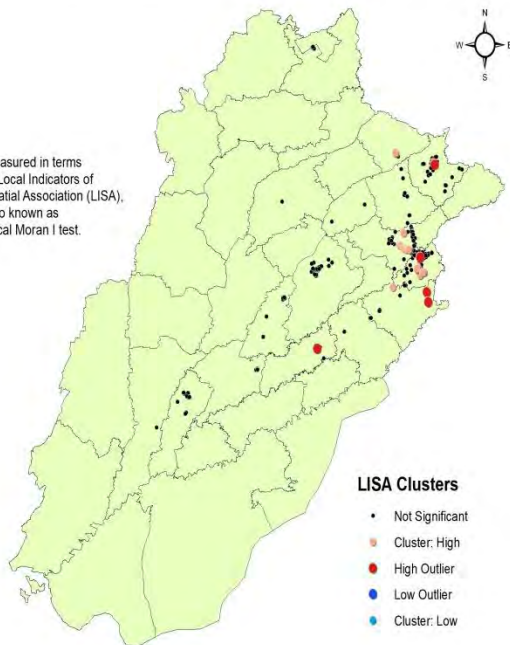 N
W E
S
asured in terms
Local Indicators of
atial Association (LISA),
o known as
cal Moran I test.
LISA Clusters
Not Significant
Cluster: High
High Outlier
Low Outlier
Cluster: Low